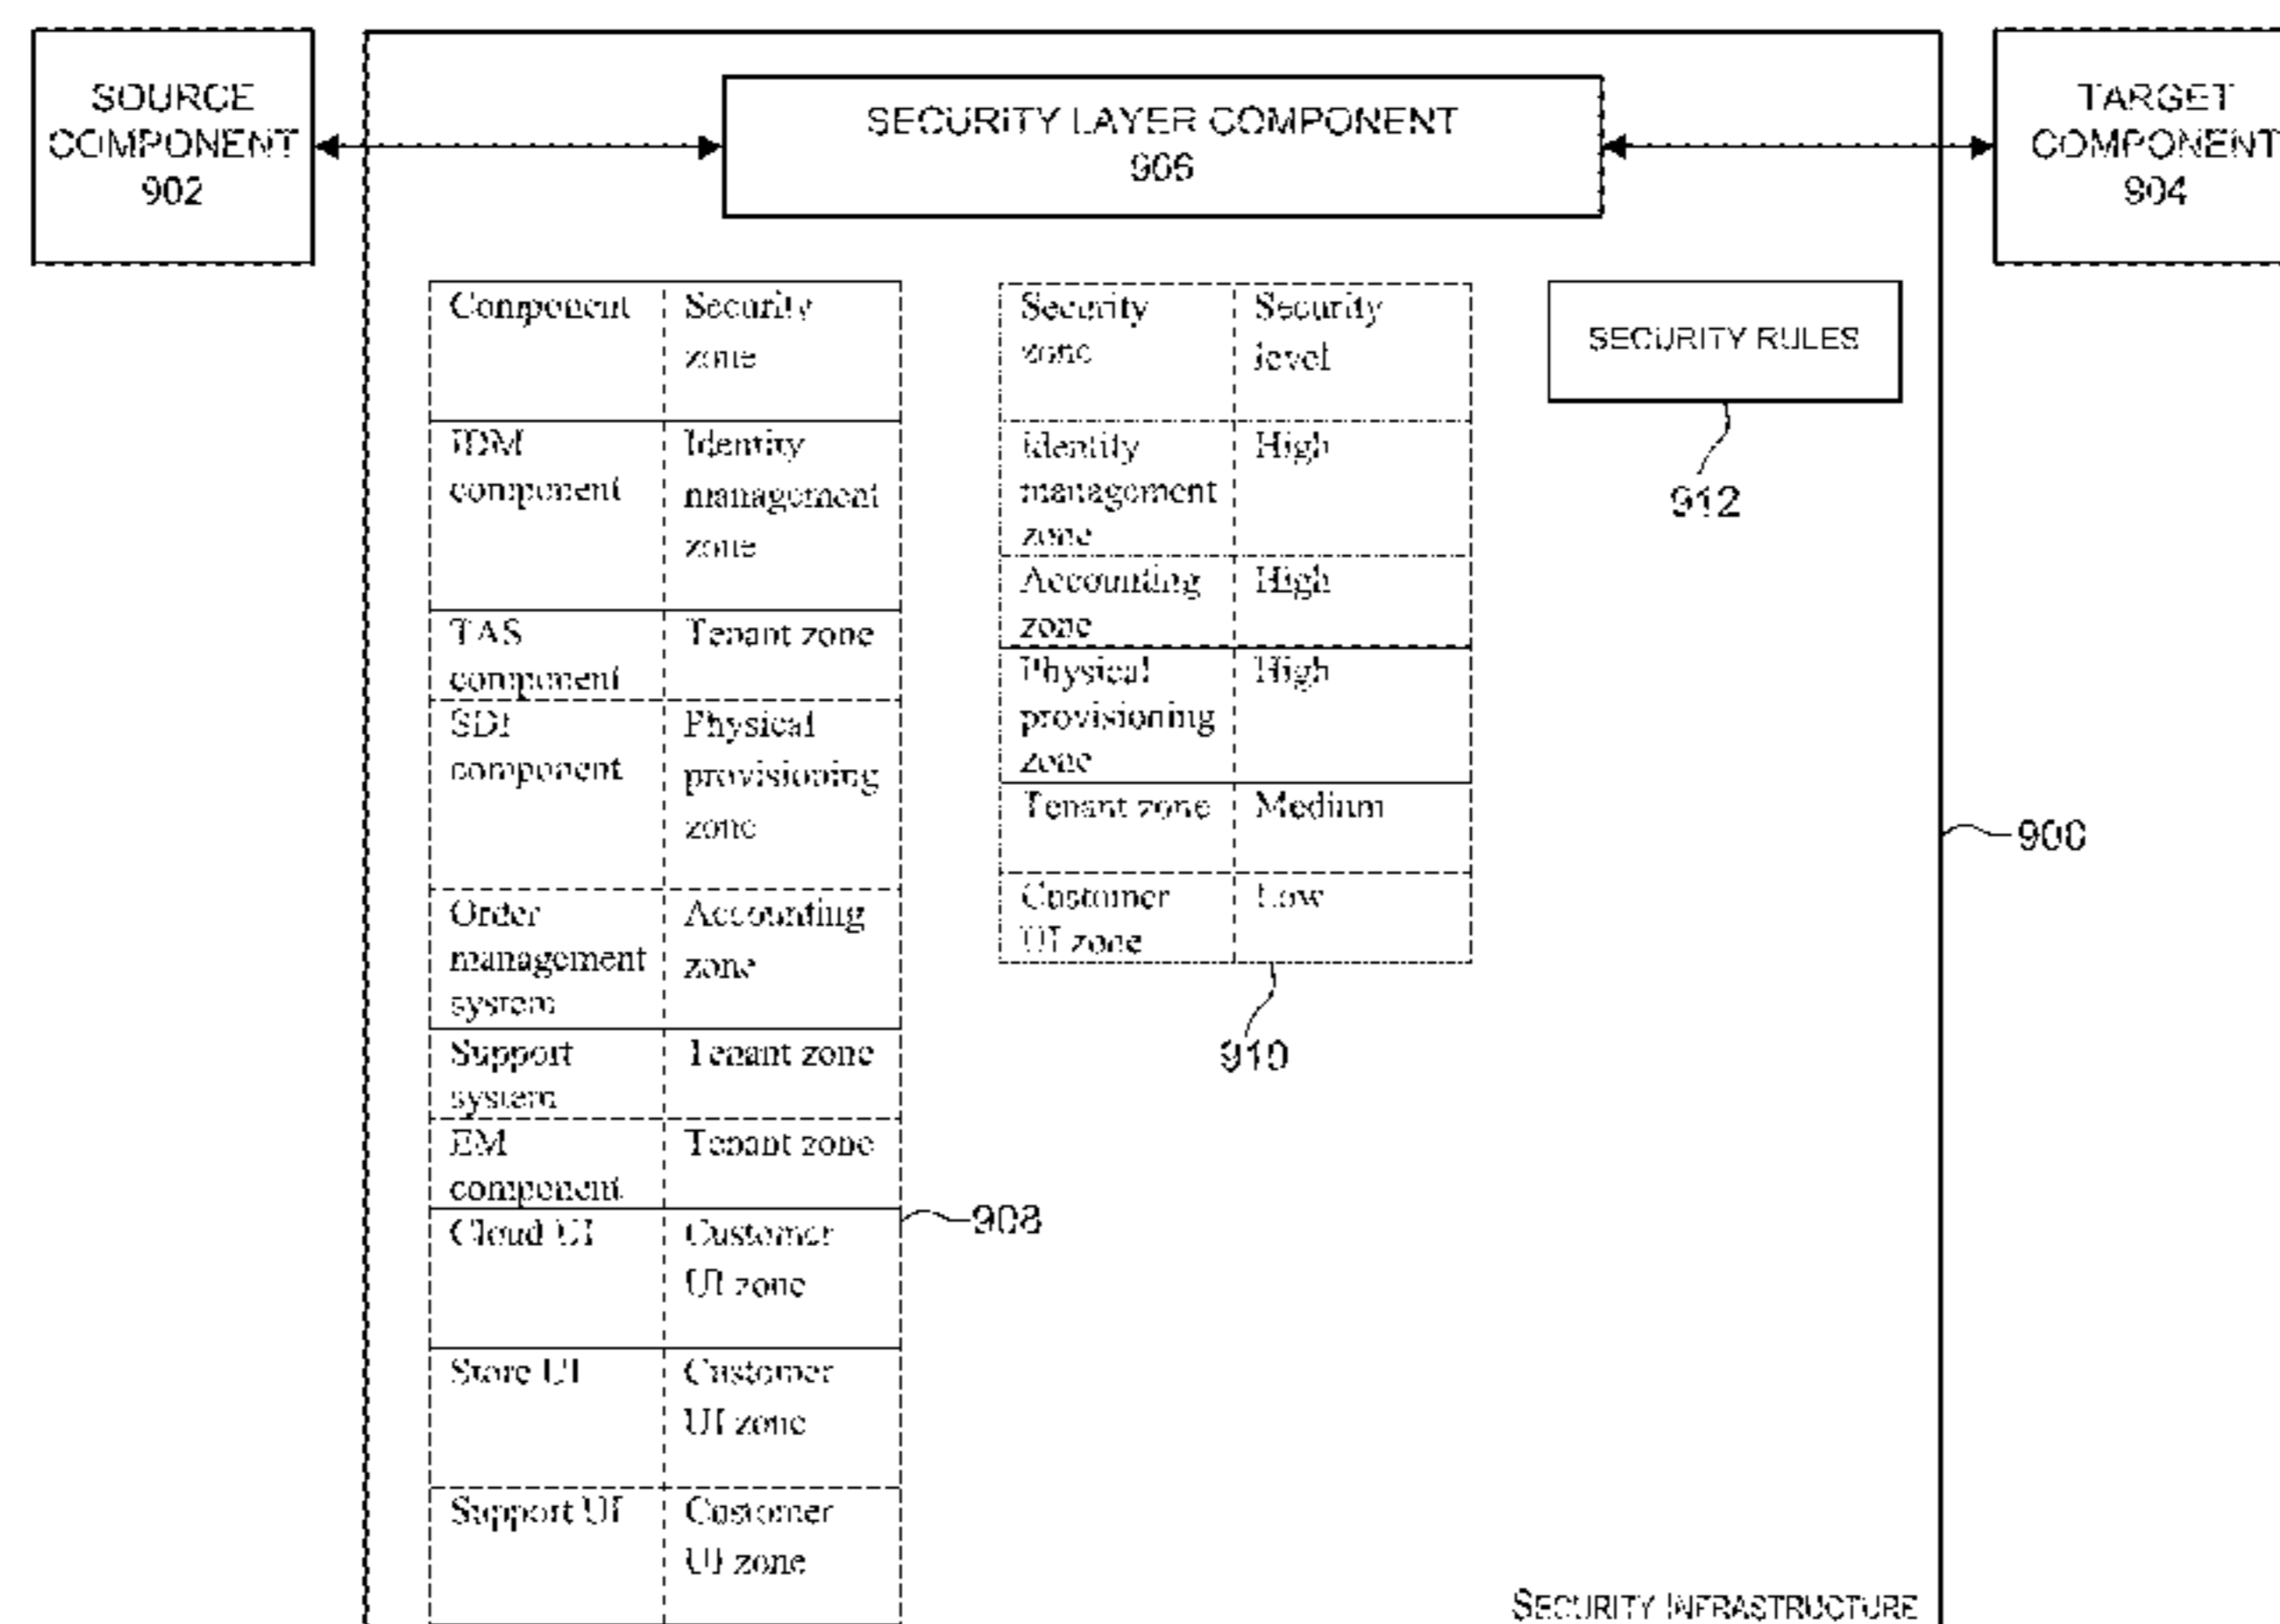 SOURCE
COMPONENT
902
SECURITY LAYER COMPONENT
906
TARGET
COMPONENT
904
Component
Security
zone
IDM
component
Identity
management
zone
TAS
component
Tenant zone
SDI
component
Physical
provisioning
zone
Order
management
system
Accounting
zone
Support
system
Tenant zone
EM
component
Tenant zone
Cloud UI
Customer
UI zone
Store UI
Customer
UI zone
Support UI
Customer
UI zone
908
Security
zone
Security
level
Identity
management
zone
High
Accounting
zone
High
Physical
provisioning
zone
High
Tenant zone
Medium
Customer
UI zone
Low
910
SECURITY RULES
912
900
SECURITY INFRASTRUCTURE